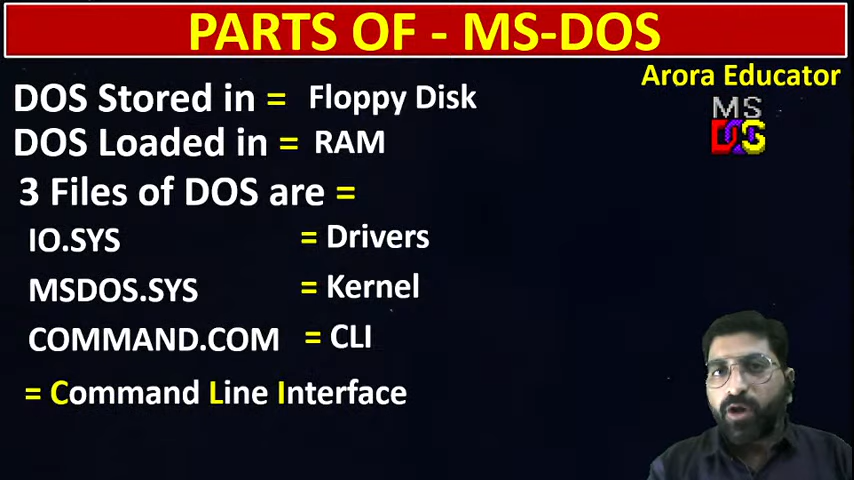 PARTS OF - MS-DOS
Arora Educator
MS
DOS
DOS Stored in = Floppy Disk
DOS Loaded in = RAM
3 Files of DOS are =
IO.SYS = Drivers
MSDOS.SYS = Kernel
COMMAND.COM = CLI
= Command Line Interface